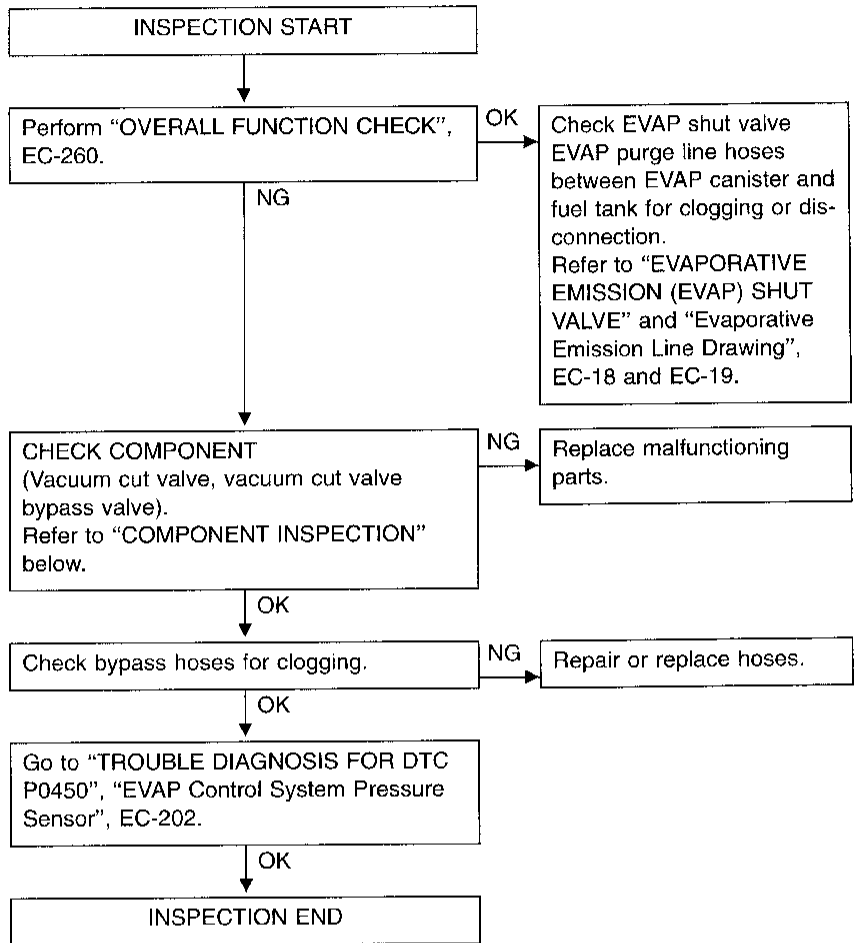 INSPECTION START
Perform “OVERALL FUNCTION CHECK”,
EC-260.
OK
Check EVAP shut valve
EVAP purge line hoses
between EVAP canister and
fuel tank for clogging or dis-
connection.
Refer to “EVAPORATIVE
EMISSION (EVAP) SHUT
VALVE” and “Evaporative
Emission Line Drawing”,
EC-18 and EC-19.
NG
CHECK COMPONENT
(Vacuum cut valve, vacuum cut valve
bypass valve).
Refer to “COMPONENT INSPECTION”
below.
NG
Replace malfunctioning
parts.
OK
Check bypass hoses for clogging.
NG
Repair or replace hoses.
OK
Go to “TROUBLE DIAGNOSIS FOR DTC
P0450”, “EVAP Control System Pressure
Sensor”, EC-202.
OK
INSPECTION END